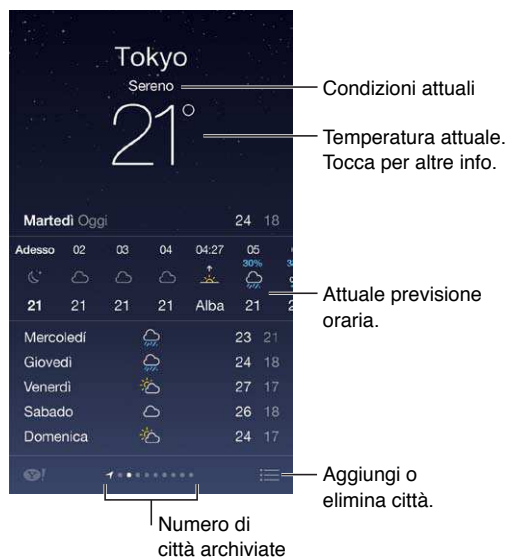 Tokyo
Sereno
21°
Condizioni attuali
Temperatura attuale.
Tocca per altre info.
Martedì Oggi 24 18
Adesso 02 03 04 04:27 05
30%
21 21 21 21 Alba 21
Attuale previsione
oraria.
Mercoledí 23 21
Giovedì 24 18
Venerdì 27 17
Sabado 26 18
Domenica 24 17
Y!
Aggiungi o
elimina città.
Numero di
città archiviate